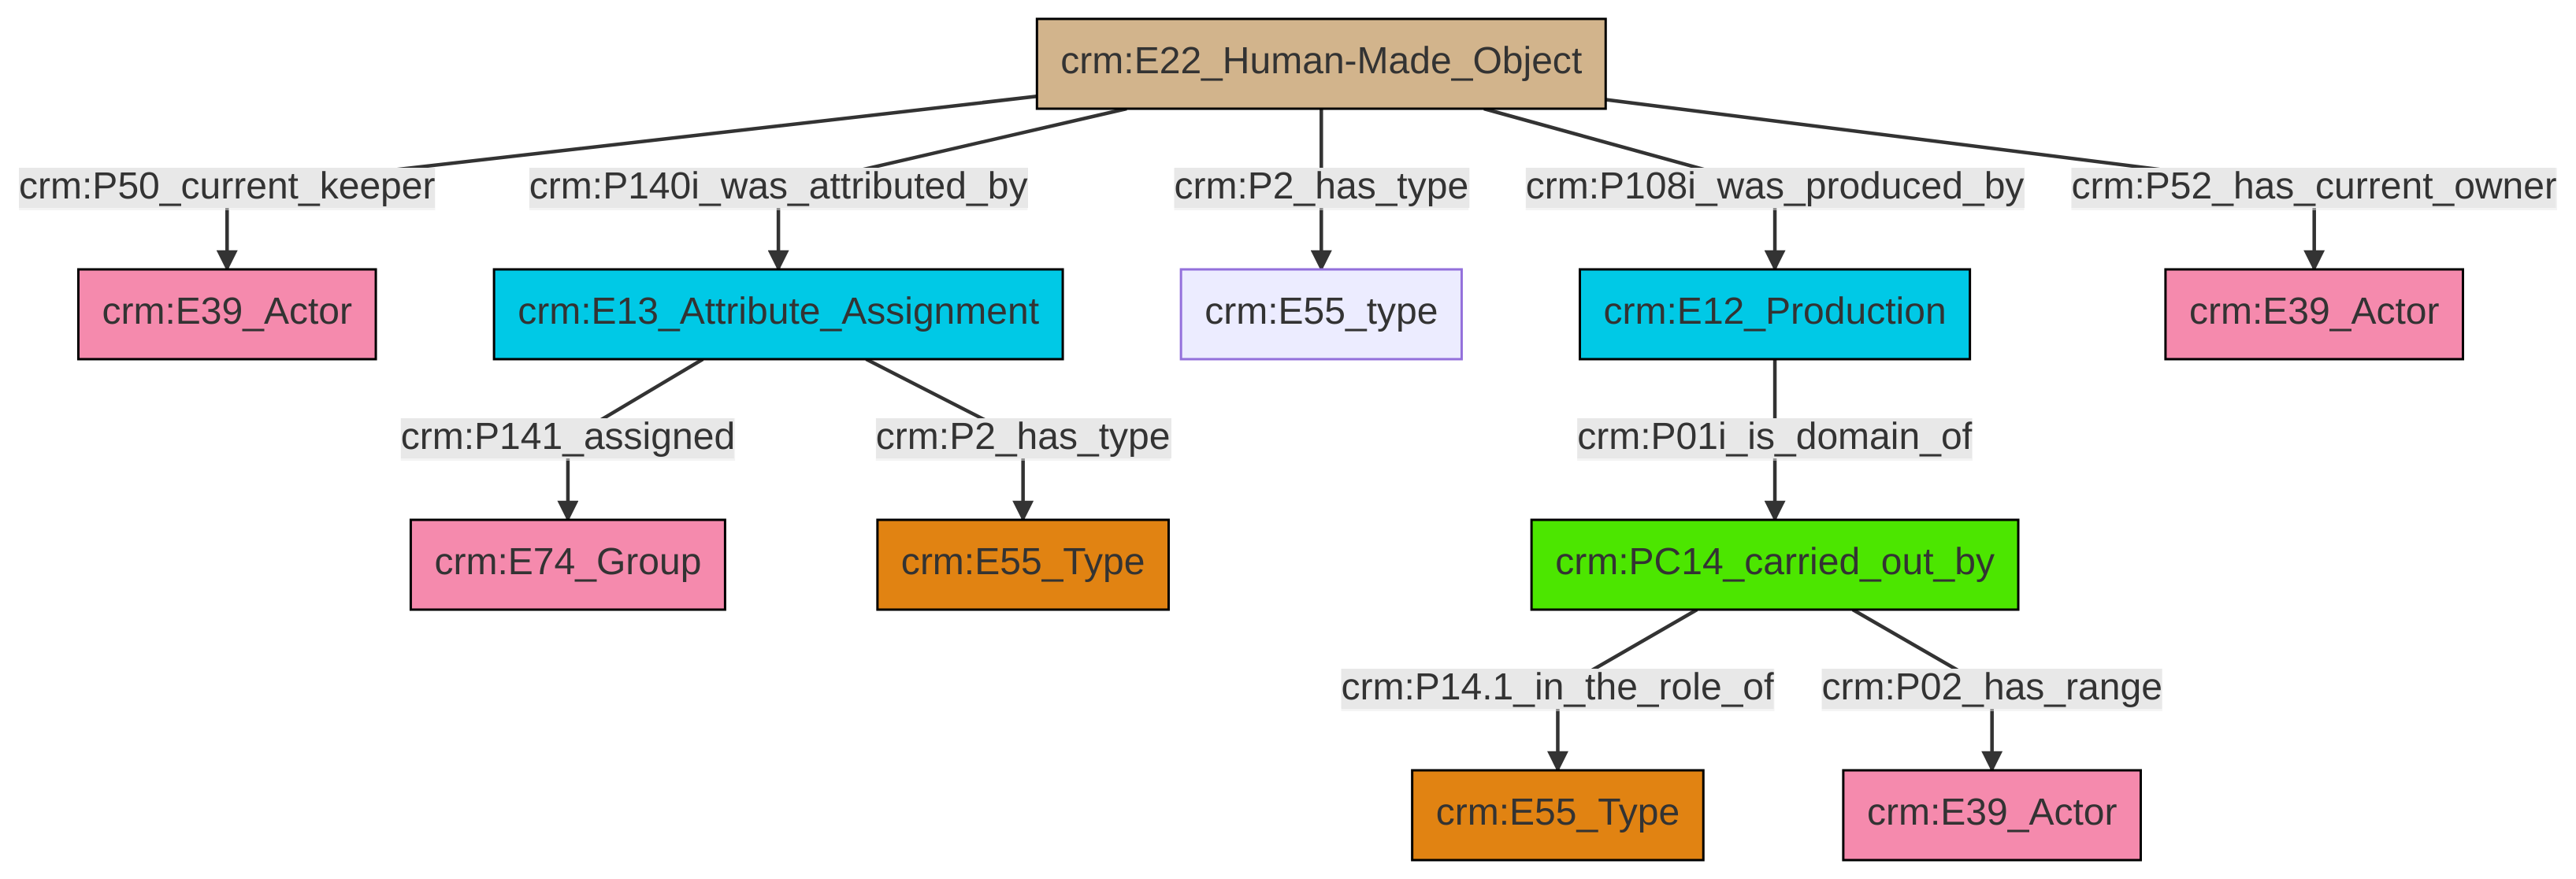 crm:E22_Human-Made_Object
crm:P50_current_keeper
crm:P140i_was_attributed_by
crm:P2_has_type
crm:P108i_was_produced_by
crm:P52_has_current_owner
crm:E39_Actor
crm:E13_Attribute_Assignment
crm:E55_type
crm:E12_Production
crm:E39_Actor
crm:P141_assigned
crm:P2_has_type
crm:P01i_is_domain_of
crm:E74_Group
crm:E55_Type
crm:PC14_carried_out_by
crm:P14.1_in_the_role_of
crm:P02_has_range
crm:E55_Type
crm:E39_Actor